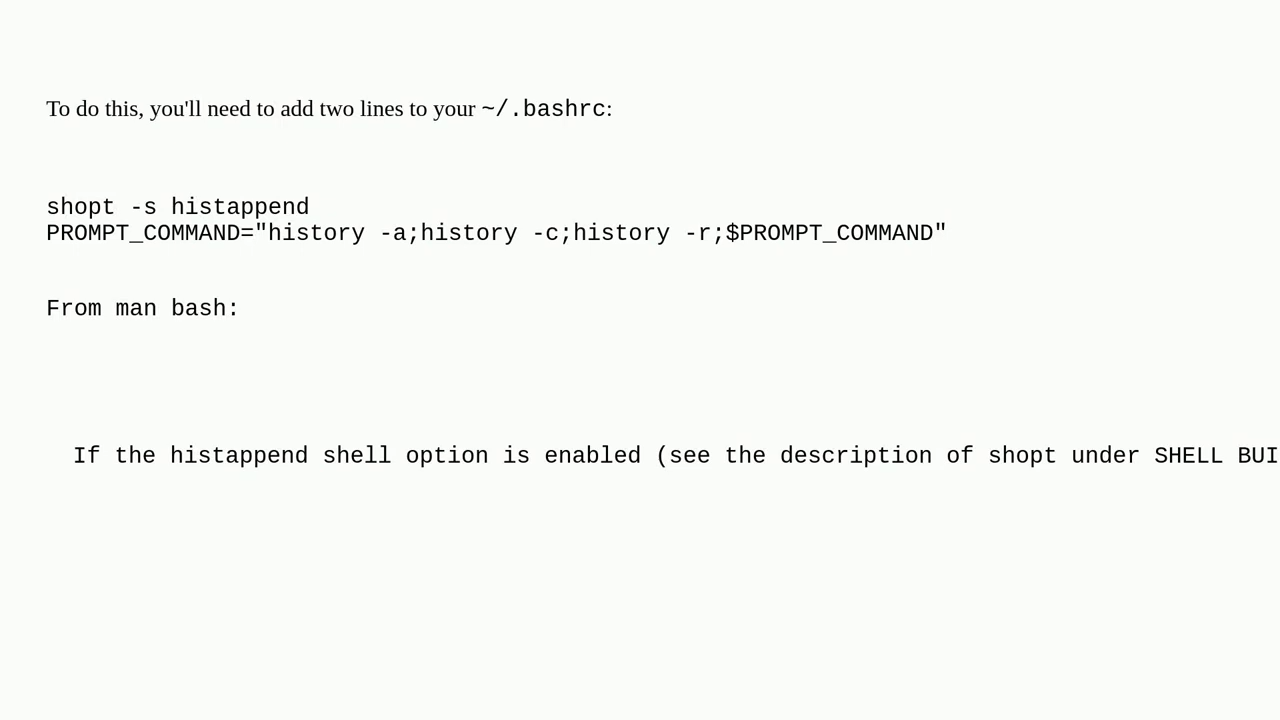 To do this, you'll need to add two lines to your ~/.bashrc:
shopt -s histappend
PROMPT_COMMAND="history -a;history -c;history -r;$PROMPT_COMMAND"
From man bash:
If the histappend shell option is enabled (see the description of shopt under SHELL BUI